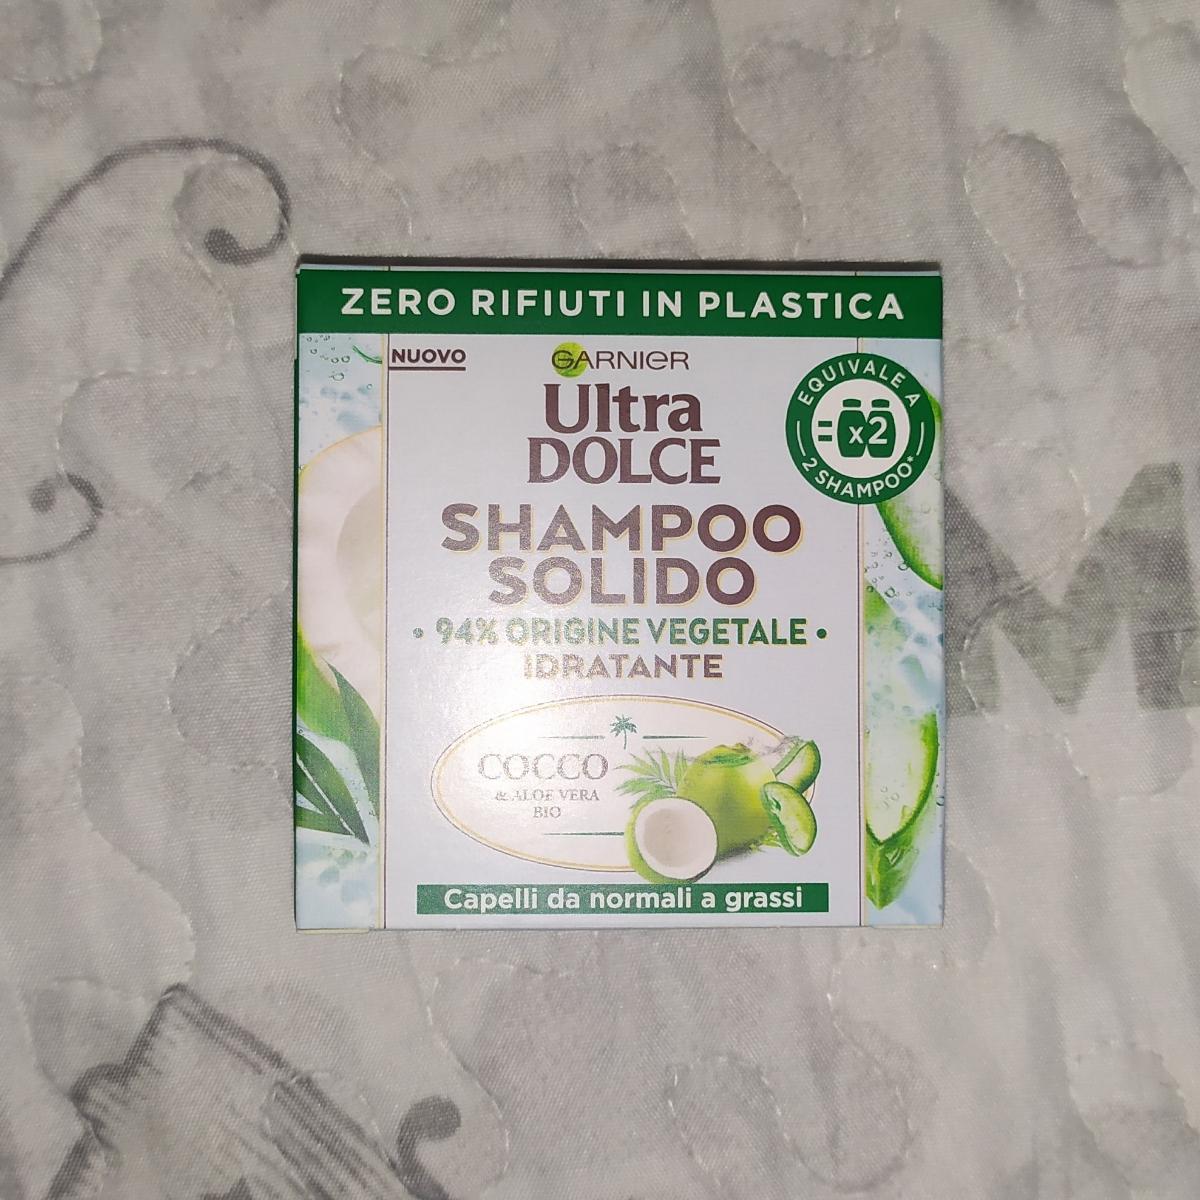 ZERO RIFIUTI IN PLASTICA
NUOVO
GARNIER
Ultra
DOLCE
EQUIVALE A
= x2
2 SHAMPOO*
SHAMPOO
SOLIDO
• 94% ORIGINE VEGETALE •
IDRATANTE
COCCO
& ALOE VERA
BIO
Capelli da normali a grassi
M